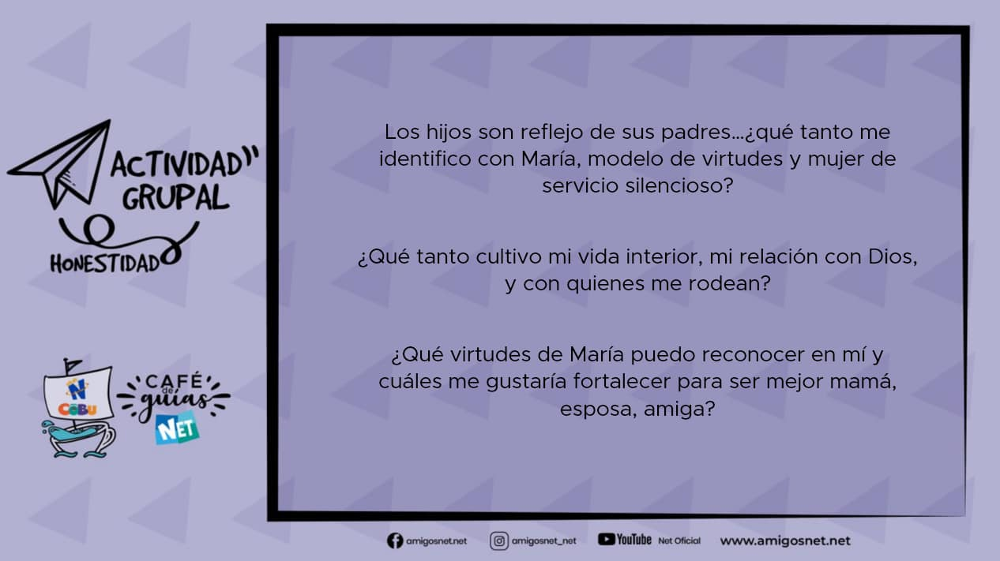 ACTIVIDAD
GRUPAL
HONESTIDAD
N
COBU
CAFÉ
de
guías
NET
Los hijos son reflejo de sus padres...¿qué tanto me
identifico con María, modelo de virtudes y mujer de
servicio silencioso?
¿Qué tanto cultivo mi vida interior, mi relación con Dios,
y con quienes me rodean?
¿Qué virtudes de María puedo reconocer en mí y
cuáles me gustaría fortalecer para ser mejor mamá,
esposa, amiga?
amigosnet.net amigosnet_net YouTube Net Oficial www.amigosnet.net